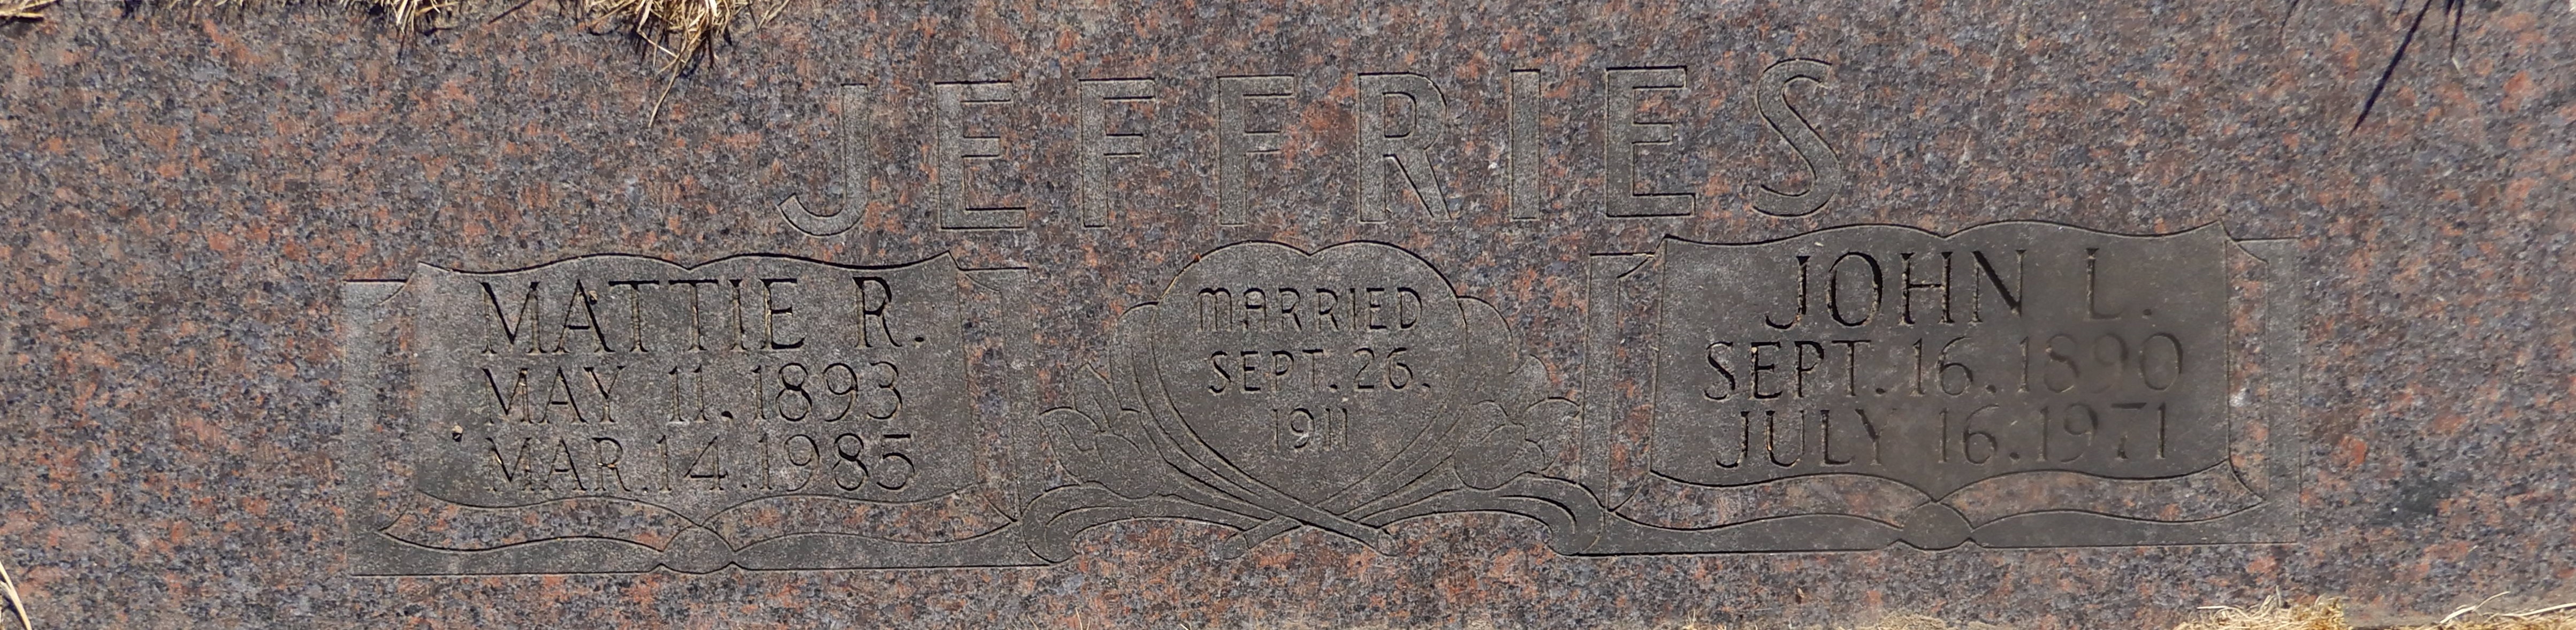 JEFFRIES
MATTIE R.
MAY 11.1893
MAR.14.1985
MARRIED
SEPT.26.
1911
JOHN L.
SEPT.16.1890
JULY 16.1971